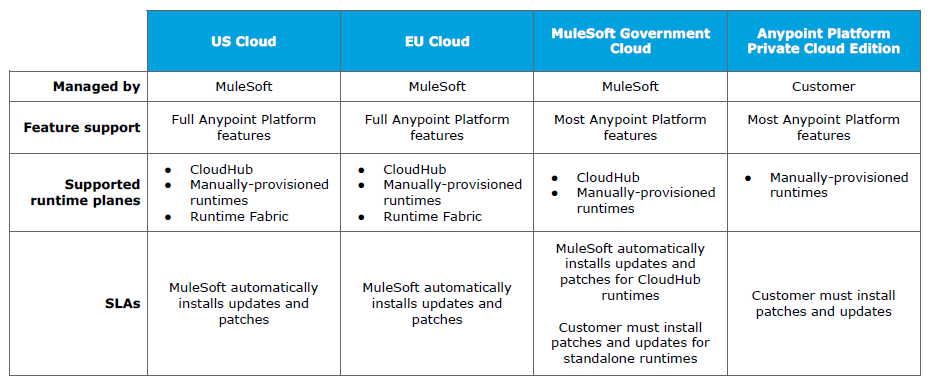 US Cloud
EU Cloud
MuleSoft Government
Cloud
Anypoint Platform
Private Cloud Edition
Managed by
MuleSoft
MuleSoft
MuleSoft
Customer
Feature support
Full Anypoint Platform
features
Full Anypoint Platform
features
Most Anypoint Platform
features
Most Anypoint Platform
features
Supported
runtime planes
● CloudHub
● Manually-provisioned
runtimes
● Runtime Fabric
● CloudHub
● Manually-provisioned
runtimes
● Runtime Fabric
● CloudHub
● Manually-provisioned
runtimes
● Manually-provisioned
runtimes
SLAs
MuleSoft automatically
installs updates and
patches
MuleSoft automatically
installs updates and
patches
MuleSoft automatically
installs updates and
patches for CloudHub
runtimes
Customer must install
patches and updates for
standalone runtimes
Customer must install
patches and updates